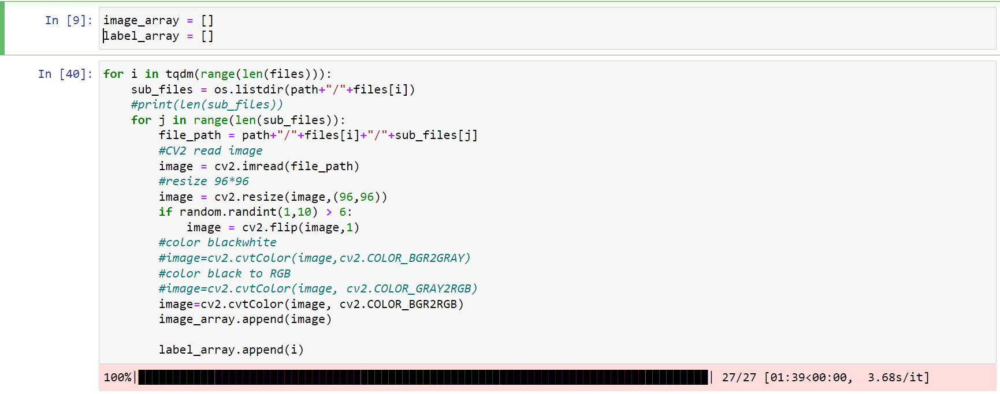 In [9]: image_array = []
label_array = []
In [40]: for i in tqdm(range(len(files))):
    sub_files = os.listdir(path+"/"+files[i])
    #print(len(sub_files))
    for j in range(len(sub_files)):
        file_path = path+"/"+files[i]+"/"+sub_files[j]
        #CV2 read image
        image = cv2.imread(file_path)
        #resize 96*96
        image = cv2.resize(image,(96,96))
        if random.randint(1,10) > 6:
            image = cv2.flip(image,1)
        #color blackwhite
        #image=cv2.cvtColor(image,cv2.COLOR_BGR2GRAY)
        #color black to RGB
        #image=cv2.cvtColor(image, cv2.COLOR_GRAY2RGB)
        image=cv2.cvtColor(image, cv2.COLOR_BGR2RGB)
        image_array.append(image)
        label_array.append(i)
100%|██████████| 27/27 [01:39<00:00,  3.68s/it]